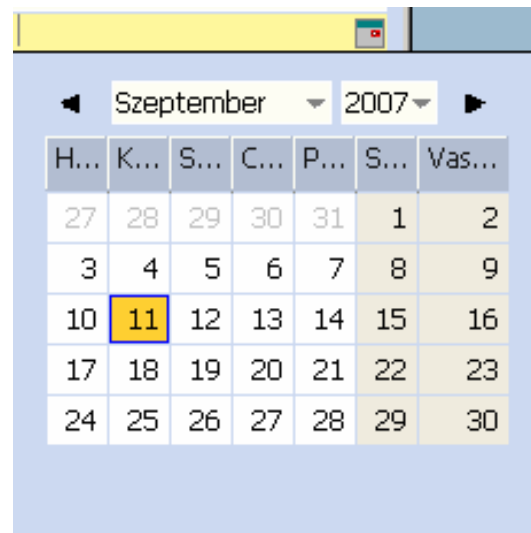 Szeptember 2007
H... K... S... C... P... S... Vas...
27 28 29 30 31 1 2
3 4 5 6 7 8 9
10 11 12 13 14 15 16
17 18 19 20 21 22 23
24 25 26 27 28 29 30